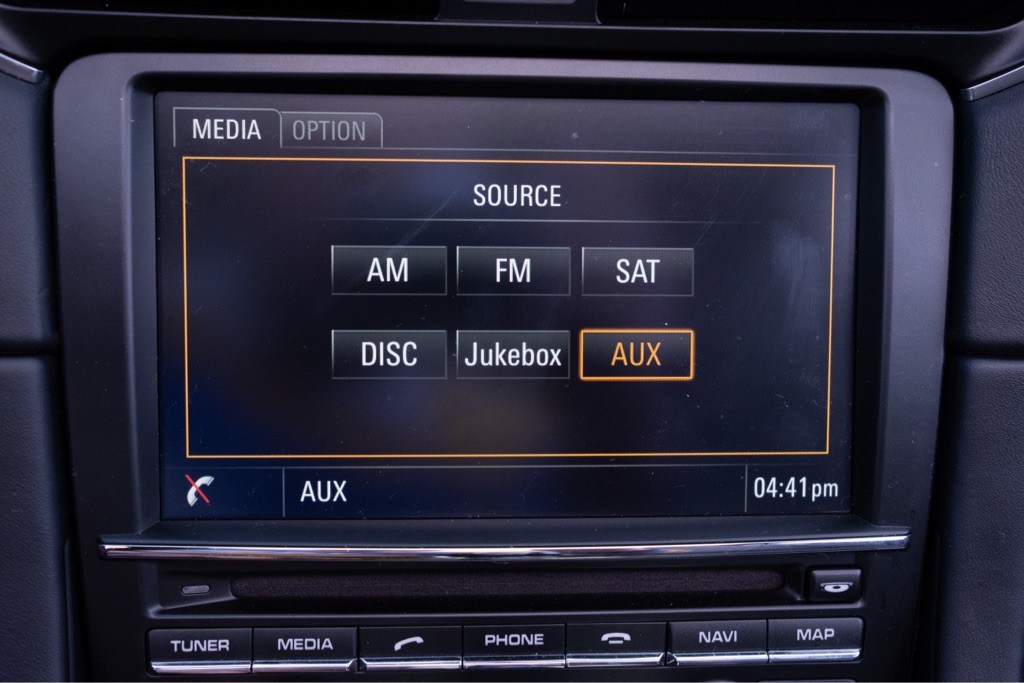 MEDIA OPTION
SOURCE
AM FM SAT
DISC Jukebox AUX
AUX 04:41pm
TUNER MEDIA PHONE NAVI MAP